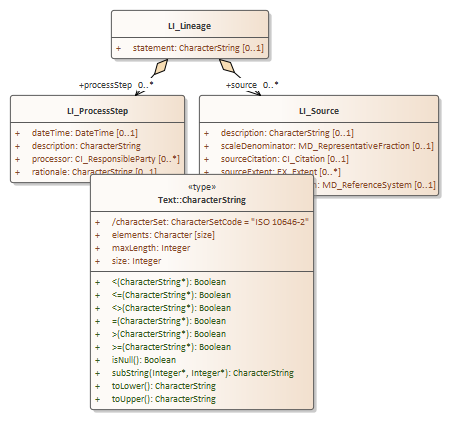 LI_Lineage
+ statement: CharacterString [0..1]
+processStep 0..*
+source 0..*
LI_ProcessStep
+ dateTime: DateTime [0..1]
+ description: CharacterString
+ processor: CI_ResponsibleParty [0..*]
+ rationale: CharacterString [0..1]
LI_Source
+ description: CharacterString [0..1]
+ scaleDenominator: MD_RepresentativeFraction [0..1]
+ sourceCitation: CI_Citation [0..1]
+ sourceExtent: EX_Extent [0..*]
MD_ReferenceSystem [0..1]
«type»
Text::CharacterString
+ /characterSet: CharacterSetCode = "ISO 10646-2"
+ elements: Character [size]
+ maxLength: Integer
+ size: Integer
+ <(CharacterString*): Boolean
+ <=(CharacterString*): Boolean
+ <>(CharacterString*): Boolean
+ =(CharacterString*): Boolean
+ >(CharacterString*): Boolean
+ >=(CharacterString*): Boolean
+ isNull(): Boolean
+ subString(Integer*, Integer*): CharacterString
+ toLower(): CharacterString
+ toUpper(): CharacterString